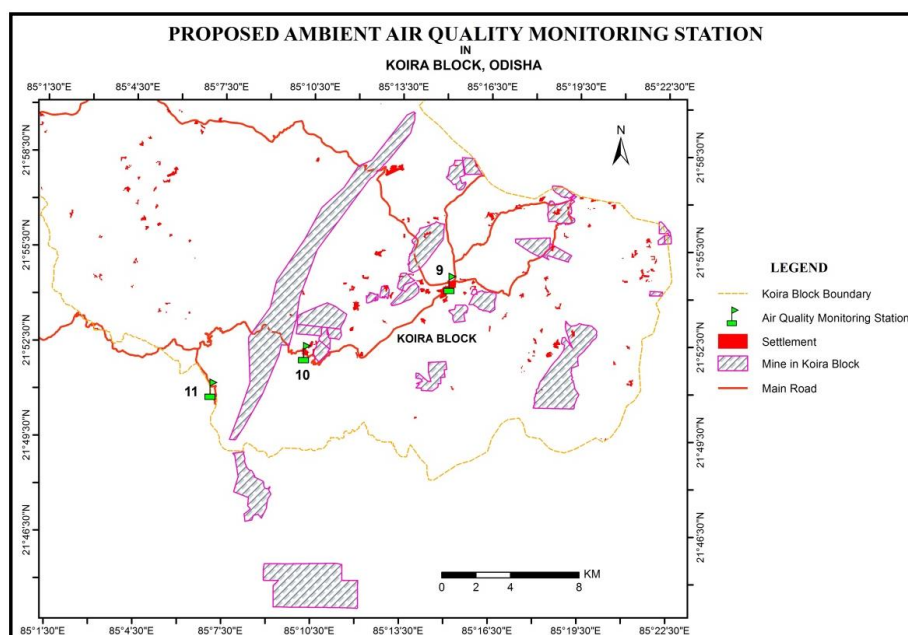 PROPOSED AMBIENT AIR QUALITY MONITORING STATION
IN
KOIRA BLOCK, ODISHA
85°1'30"E 85°4'30"E 85°7'30"E 85°10'30"E 85°13'30"E 85°16'30"E 85°19'30"E 85°22'30"E
21°58'30"N
21°55'30"N
21°52'30"N
21°49'30"N
21°46'30"N
N
9
KOIRA BLOCK
10
11
KM
0 2 4 8
21°58'30"N
21°55'30"N
21°52'30"N
21°49'30"N
21°46'30"N
85°1'30"E 85°4'30"E 85°7'30"E 85°10'30"E 85°13'30"E 85°16'30"E 85°19'30"E 85°22'30"E
LEGEND
Koira Block Boundary
Air Quality Monitoring Station
Settlement
Mine in Koira Block
Main Road